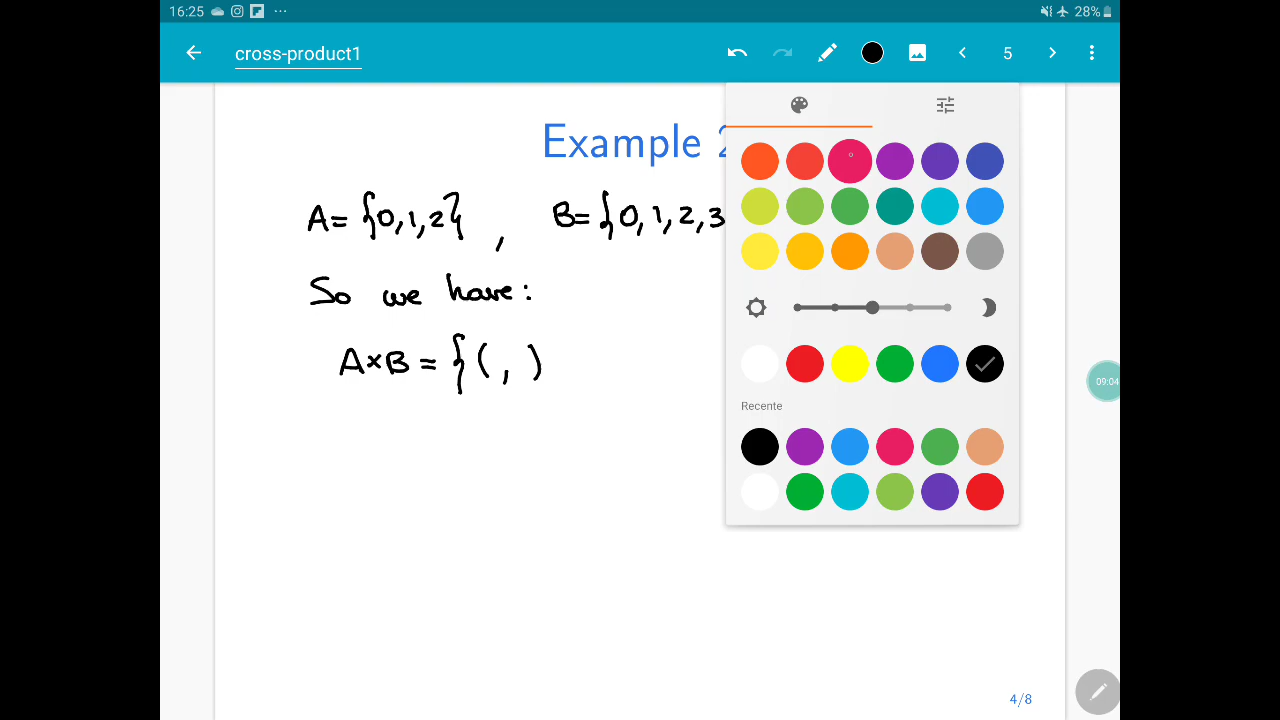 16:25 ... 28%
cross-product1 5
Example 2
A = {0,1,2} , B = {0,1,2,3
So we have:
A×B = {( , )
Recente
09:04
4/8